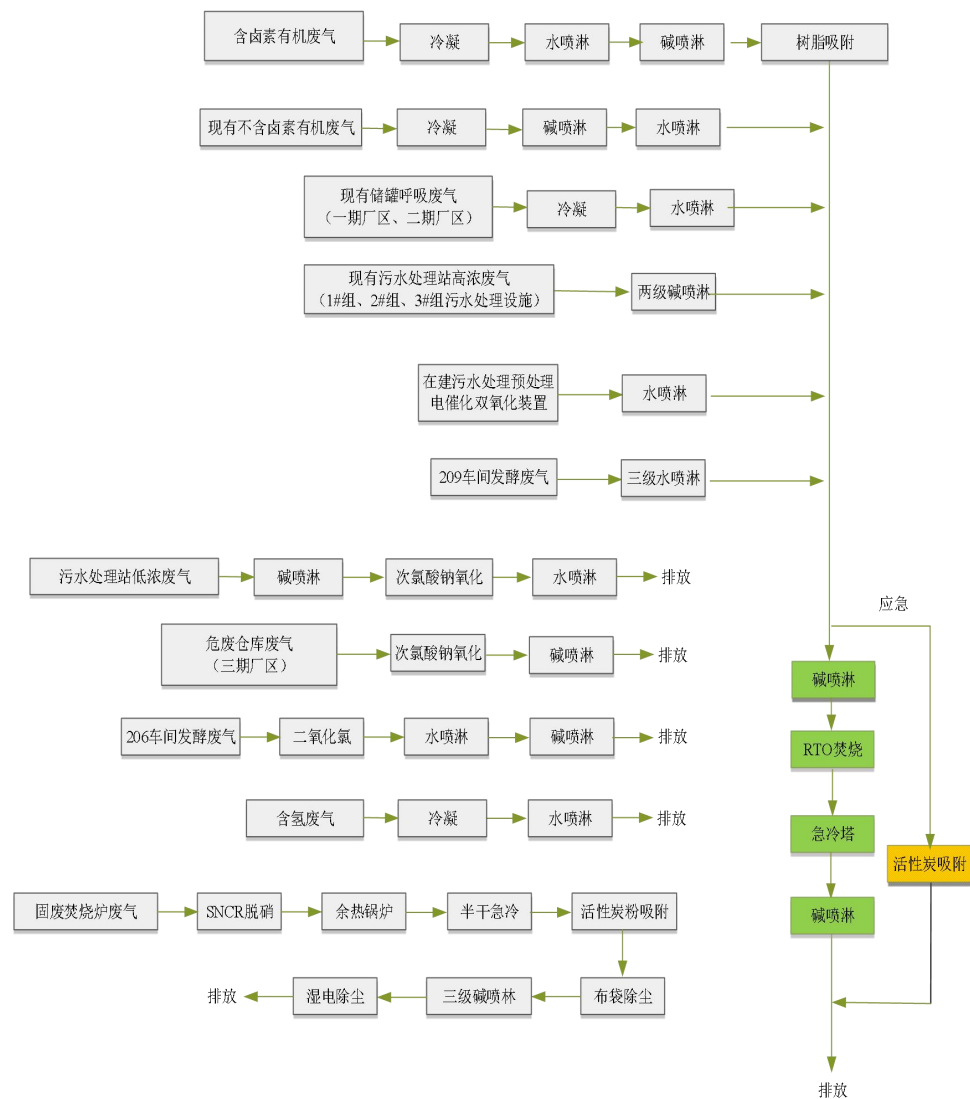 含卤素有机废气
冷凝
水喷淋
碱喷淋
树脂吸附
现有不含卤素有机废气
冷凝
碱喷淋
水喷淋
现有储罐呼吸废气
（一期厂区、二期厂区）
冷凝
水喷淋
现有污水处理站高浓废气
（1#组、2#组、3#组污水处理设施）
两级碱喷淋
在建污水处理预处理
电催化双氧化装置
水喷淋
209车间发酵废气
三级水喷淋
污水处理站低浓废气
碱喷淋
次氯酸钠氧化
水喷淋
排放
应急
危废仓库废气
（三期厂区）
次氯酸钠氧化
碱喷淋
排放
碱喷淋
206车间发酵废气
二氧化氯
水喷淋
碱喷淋
排放
RTO焚烧
含氢废气
冷凝
水喷淋
排放
急冷塔
活性炭吸附
固废焚烧炉废气
SNCR脱硝
余热锅炉
半干急冷
活性炭粉吸附
碱喷淋
排放
湿电除尘
三级碱喷林
布袋除尘
排放